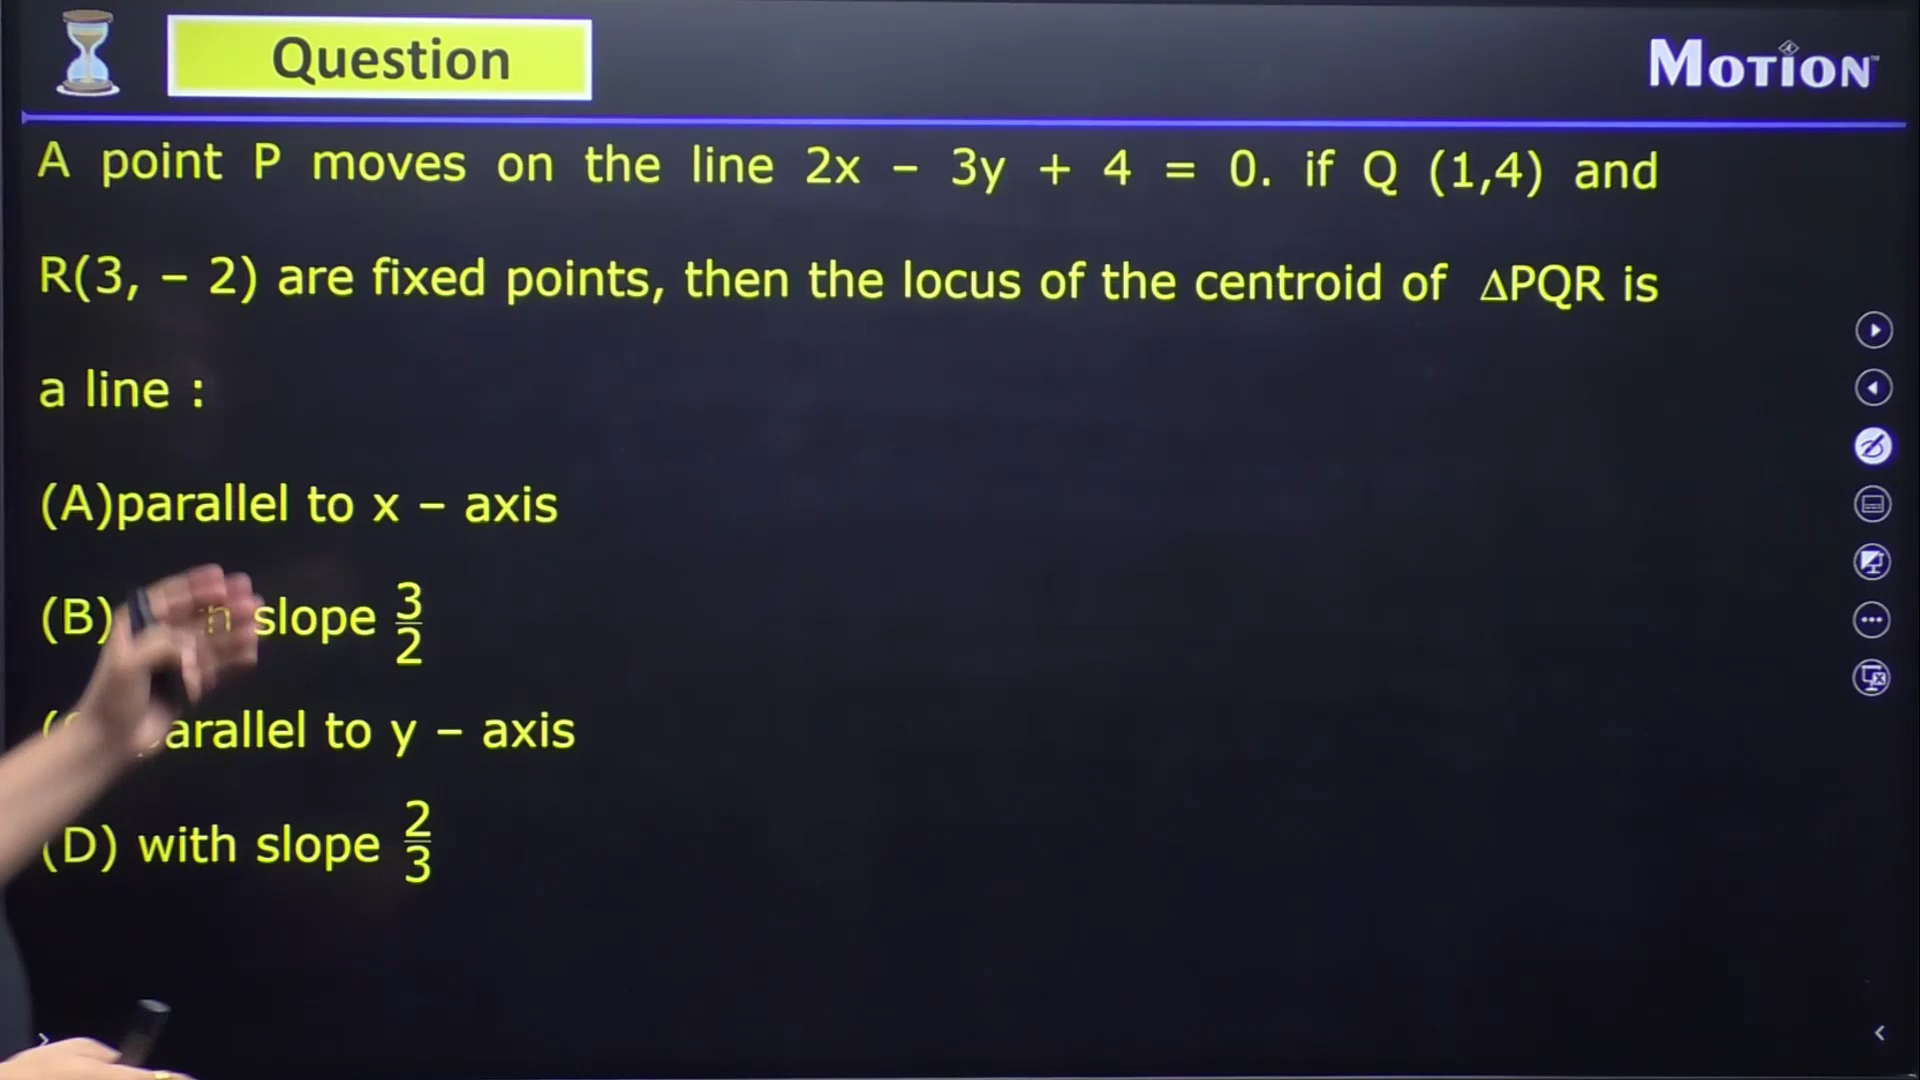 Question
MOTION
A point P moves on the line 2x – 3y + 4 = 0. if Q (1,4) and
R(3, – 2) are fixed points, then the locus of the centroid of ΔPQR is
a line :
(A)parallel to x – axis
(B) slope 3/2
arallel to y – axis
(D) with slope 2/3